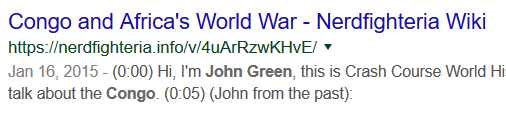 Congo and Africa's World War - Nerdfighteria Wiki
https://nerdfighteria.info/v/4uArRzwKHvE/
Jan 16, 2015 - (0:00) Hi, I'm John Green, this is Crash Course World Hi
talk about the Congo. (0:05) (John from the past):